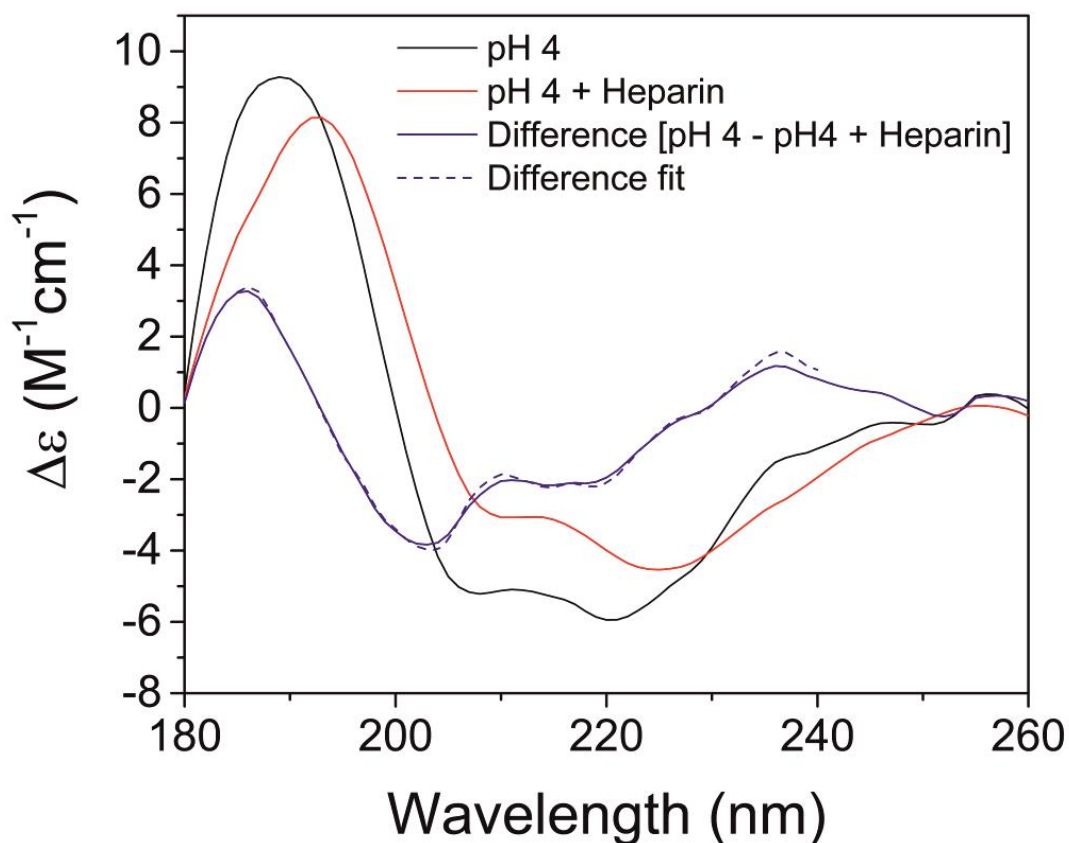 pH 4
pH 4 + Heparin
Difference [pH 4 - pH4 + Heparin]
Difference fit
Δε (M⁻¹cm⁻¹)
10
8
6
4
2
0
-2
-4
-6
-8
180 200 220 240 260
Wavelength (nm)